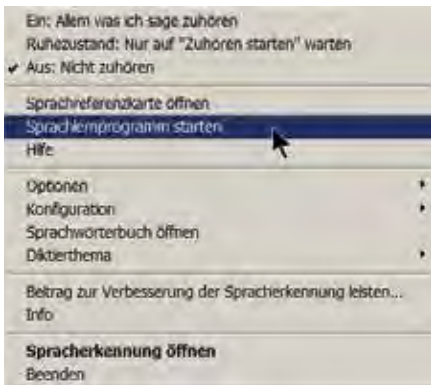 Ein: Allem was ich sage zuhören
Ruhezustand: Nur auf "Zuhören starten" warten
Aus: Nicht zuhören
Sprachreferenzkarte öffnen
Sprachlernprogramm starten
Hilfe
Optionen
Konfiguration
Sprachwörterbuch öffnen
Diktierthema
Beitrag zur Verbesserung der Spracherkennung leisten...
Info
Spracherkennung öffnen
Beenden